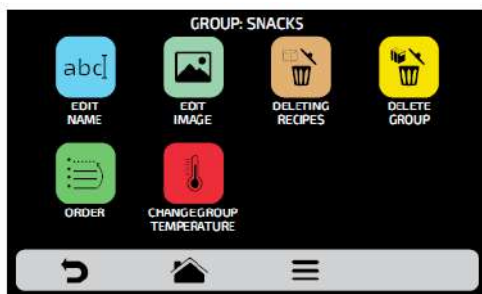 GROUP: SNACKS
abc
EDIT
NAME
EDIT
IMAGE
DELETING
RECIPES
DELETE
GROUP
ORDER
CHANGE GROUP
TEMPERATURE